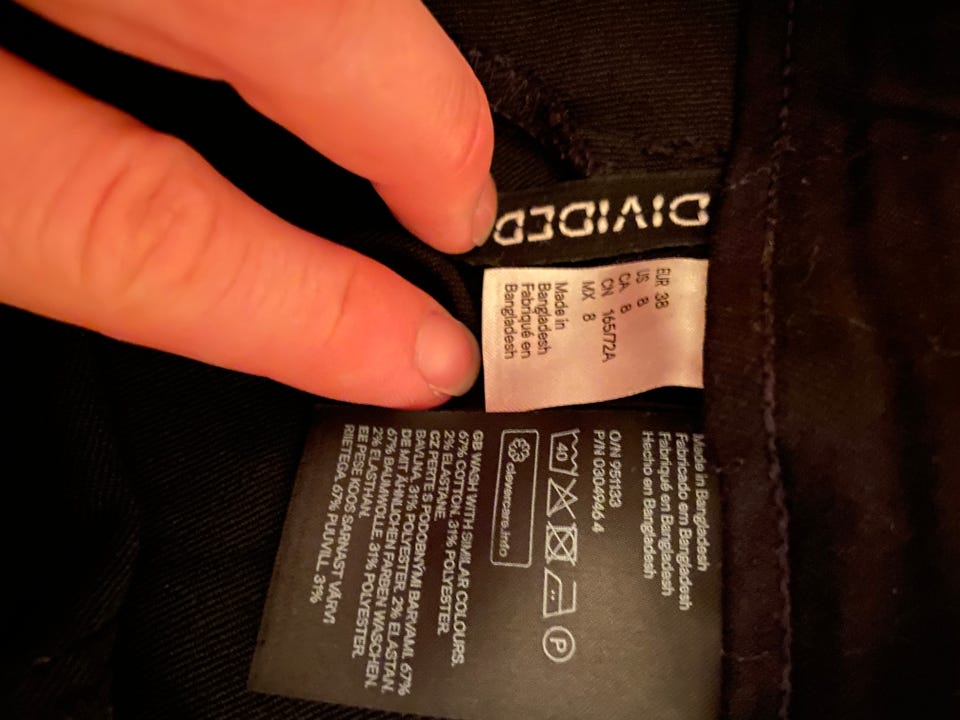 DIVIDED
EUR 38
US 8
CA 8
CN 165/72A
MX 8
Made in
Bangladesh
Fabriqué en
Bangladesh
Made in Bangladesh
Fabricado em Bangladesh
Fabriqué en Bangladesh
Hecho en Bangladesh
O/N 951133
P/N 0304946.4
40
P
clevercare.info
GB WASH WITH SIMILAR COLOURS.
67% COTTON. 31% POLYESTER.
2% ELASTANE
CZ PERTE S PODOBNÝMI BARVAMI. 67%
BAVLNA. 31% POLYESTER. 2% ELASTAN.
DE MIT ÄHNLICHEN FARBEN WASCHEN.
67% BAUMWOLLE. 31% POLYESTER.
2% ELASTHAN.
EE PESE KOOS SARNAST VÄRVI
RIIETEGA. 67% PUUVILL. 31%